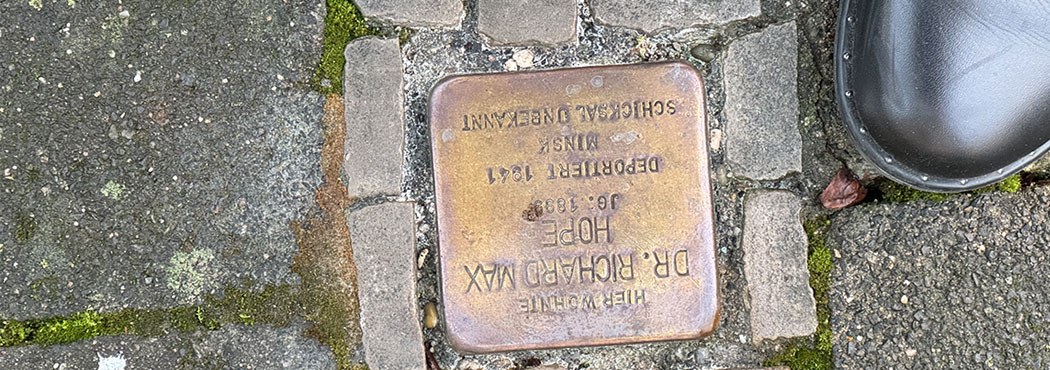 HIER WOHNTE
DR. RICHARD MAX
HOPE
JG.
DEPORTIERT 1941
MINSK
SCHICKSAL UNBEKANNT